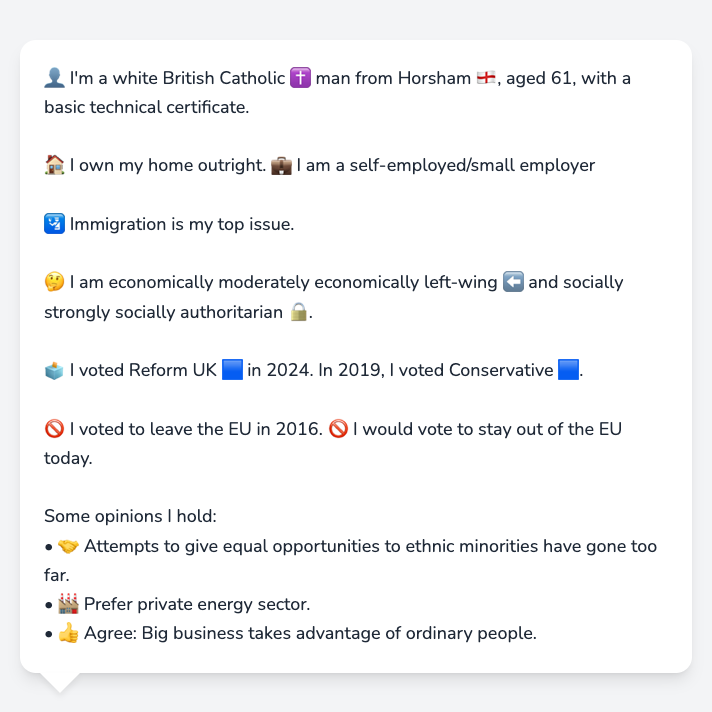 👤 I'm a white British Catholic ✝️ man from Horsham 🏴󠁧󠁢󠁥󠁮󠁧󠁿, aged 61, with a
basic technical certificate.
🏠 I own my home outright. 💼 I am a self-employed/small employer
🛂 Immigration is my top issue.
🤔 I am economically moderately economically left-wing ⬅️ and socially
strongly socially authoritarian 🔒.
🗳️ I voted Reform UK 🟦 in 2024. In 2019, I voted Conservative 🟦.
🚫 I voted to leave the EU in 2016. 🚫 I would vote to stay out of the EU
today.
Some opinions I hold:
• 🤝 Attempts to give equal opportunities to ethnic minorities have gone too
far.
• 🏭 Prefer private energy sector.
• 👍 Agree: Big business takes advantage of ordinary people.